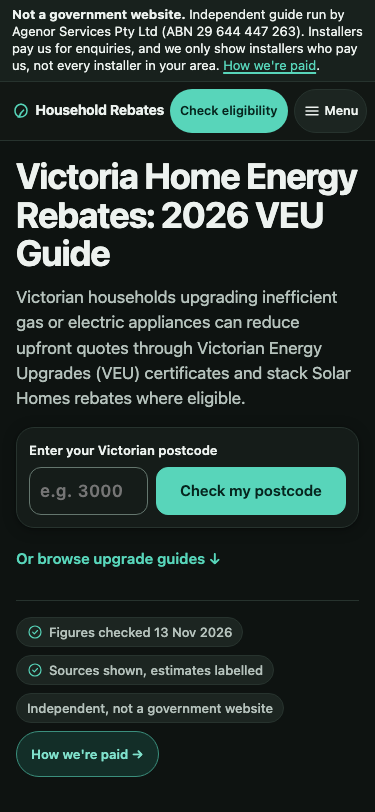 Not a government website. Independent guide run by
Agenor Services Pty Ltd (ABN 29 644 447 263). Installers
pay us for enquiries, and we only show installers who pay
us, not every installer in your area. How we're paid.
Household Rebates
Check eligibility
Menu
Victoria Home Energy
Rebates: 2026 VEU
Guide
Victorian households upgrading inefficient
gas or electric appliances can reduce
upfront quotes through Victorian Energy
Upgrades (VEU) certificates and stack Solar
Homes rebates where eligible.
Enter your Victorian postcode
e.g. 3000
Check my postcode
Or browse upgrade guides ↓
Figures checked 13 Nov 2026
Sources shown, estimates labelled
Independent, not a government website
How we're paid →